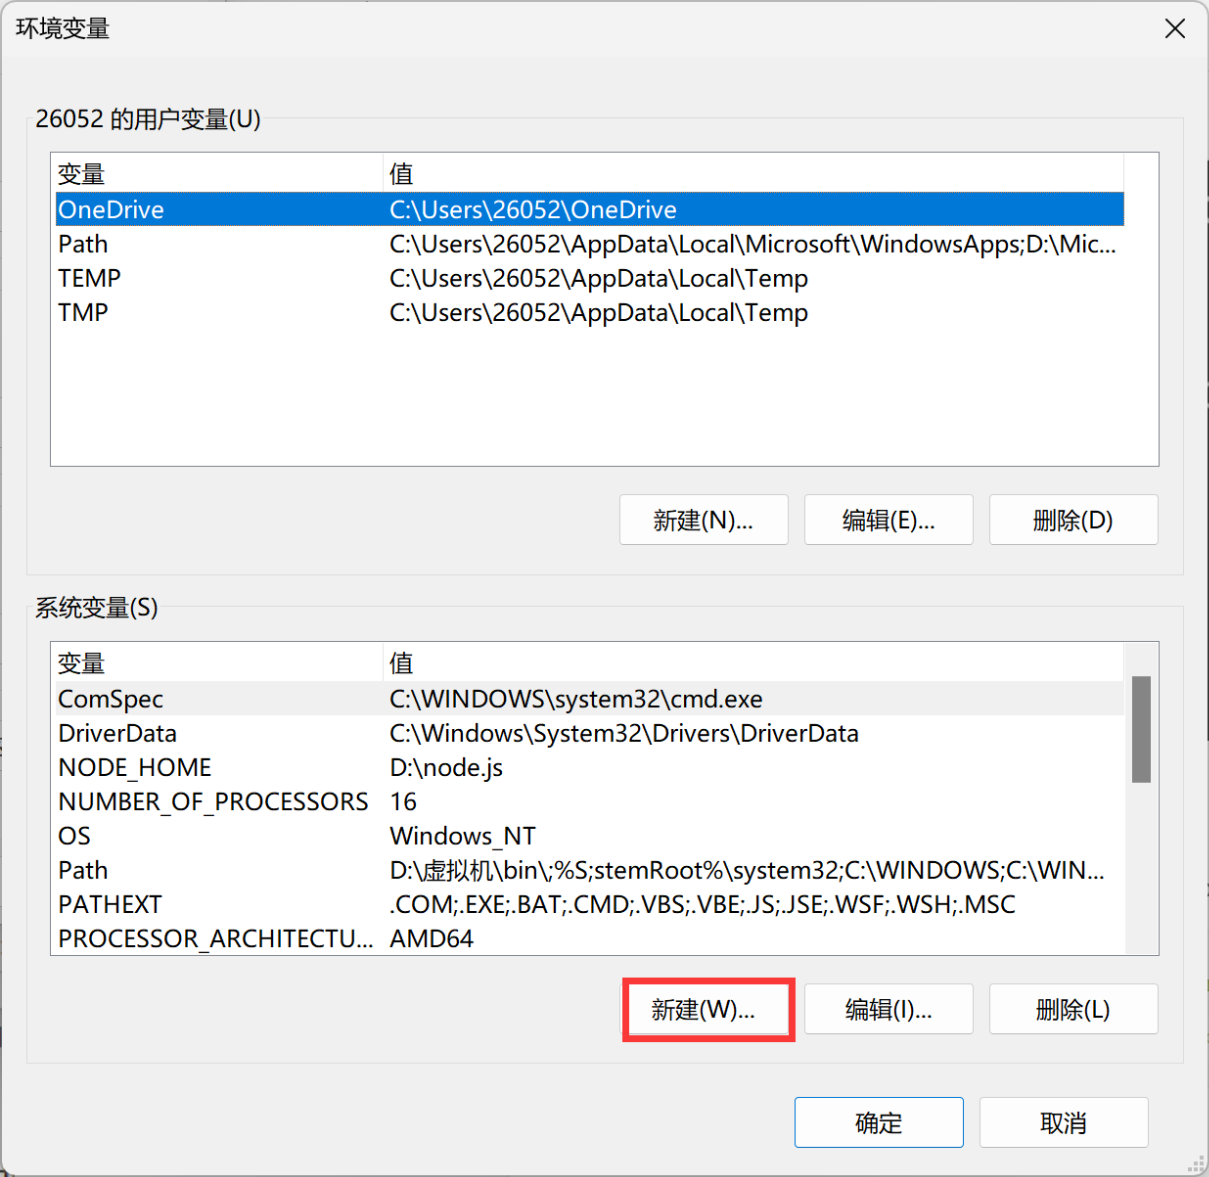 环境变量
26052 的用户变量(U)
变量 值
OneDrive C:\Users\26052\OneDrive
Path C:\Users\26052\AppData\Local\Microsoft\WindowsApps;D:\Mic...
TEMP C:\Users\26052\AppData\Local\Temp
TMP C:\Users\26052\AppData\Local\Temp
新建(N)... 编辑(E)... 删除(D)
系统变量(S)
变量 值
ComSpec C:\WINDOWS\system32\cmd.exe
DriverData C:\Windows\System32\Drivers\DriverData
NODE_HOME D:\node.js
NUMBER_OF_PROCESSORS 16
OS Windows_NT
Path D:\虚拟机\bin\;%S;stemRoot%\system32;C:\WINDOWS;C:\WIN...
PATHEXT .COM;.EXE;.BAT;.CMD;.VBS;.VBE;.JS;.JSE;.WSF;.WSH;.MSC
PROCESSOR_ARCHITECTU... AMD64
新建(W)... 编辑(I)... 删除(L)
确定 取消